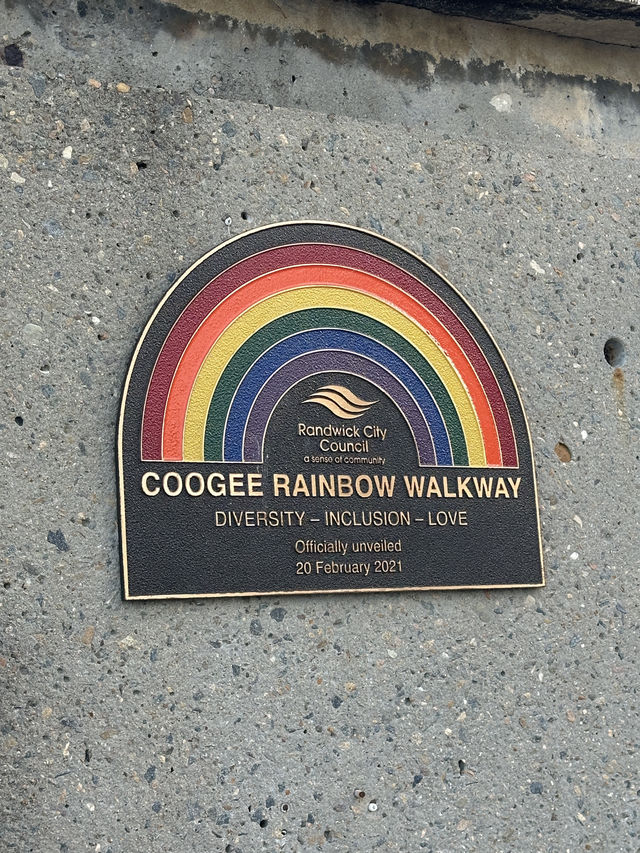 Randwick City
Council
a sense of community
COOGEE RAINBOW WALKWAY
DIVERSITY – INCLUSION – LOVE
Officially unveiled
20 February 2021